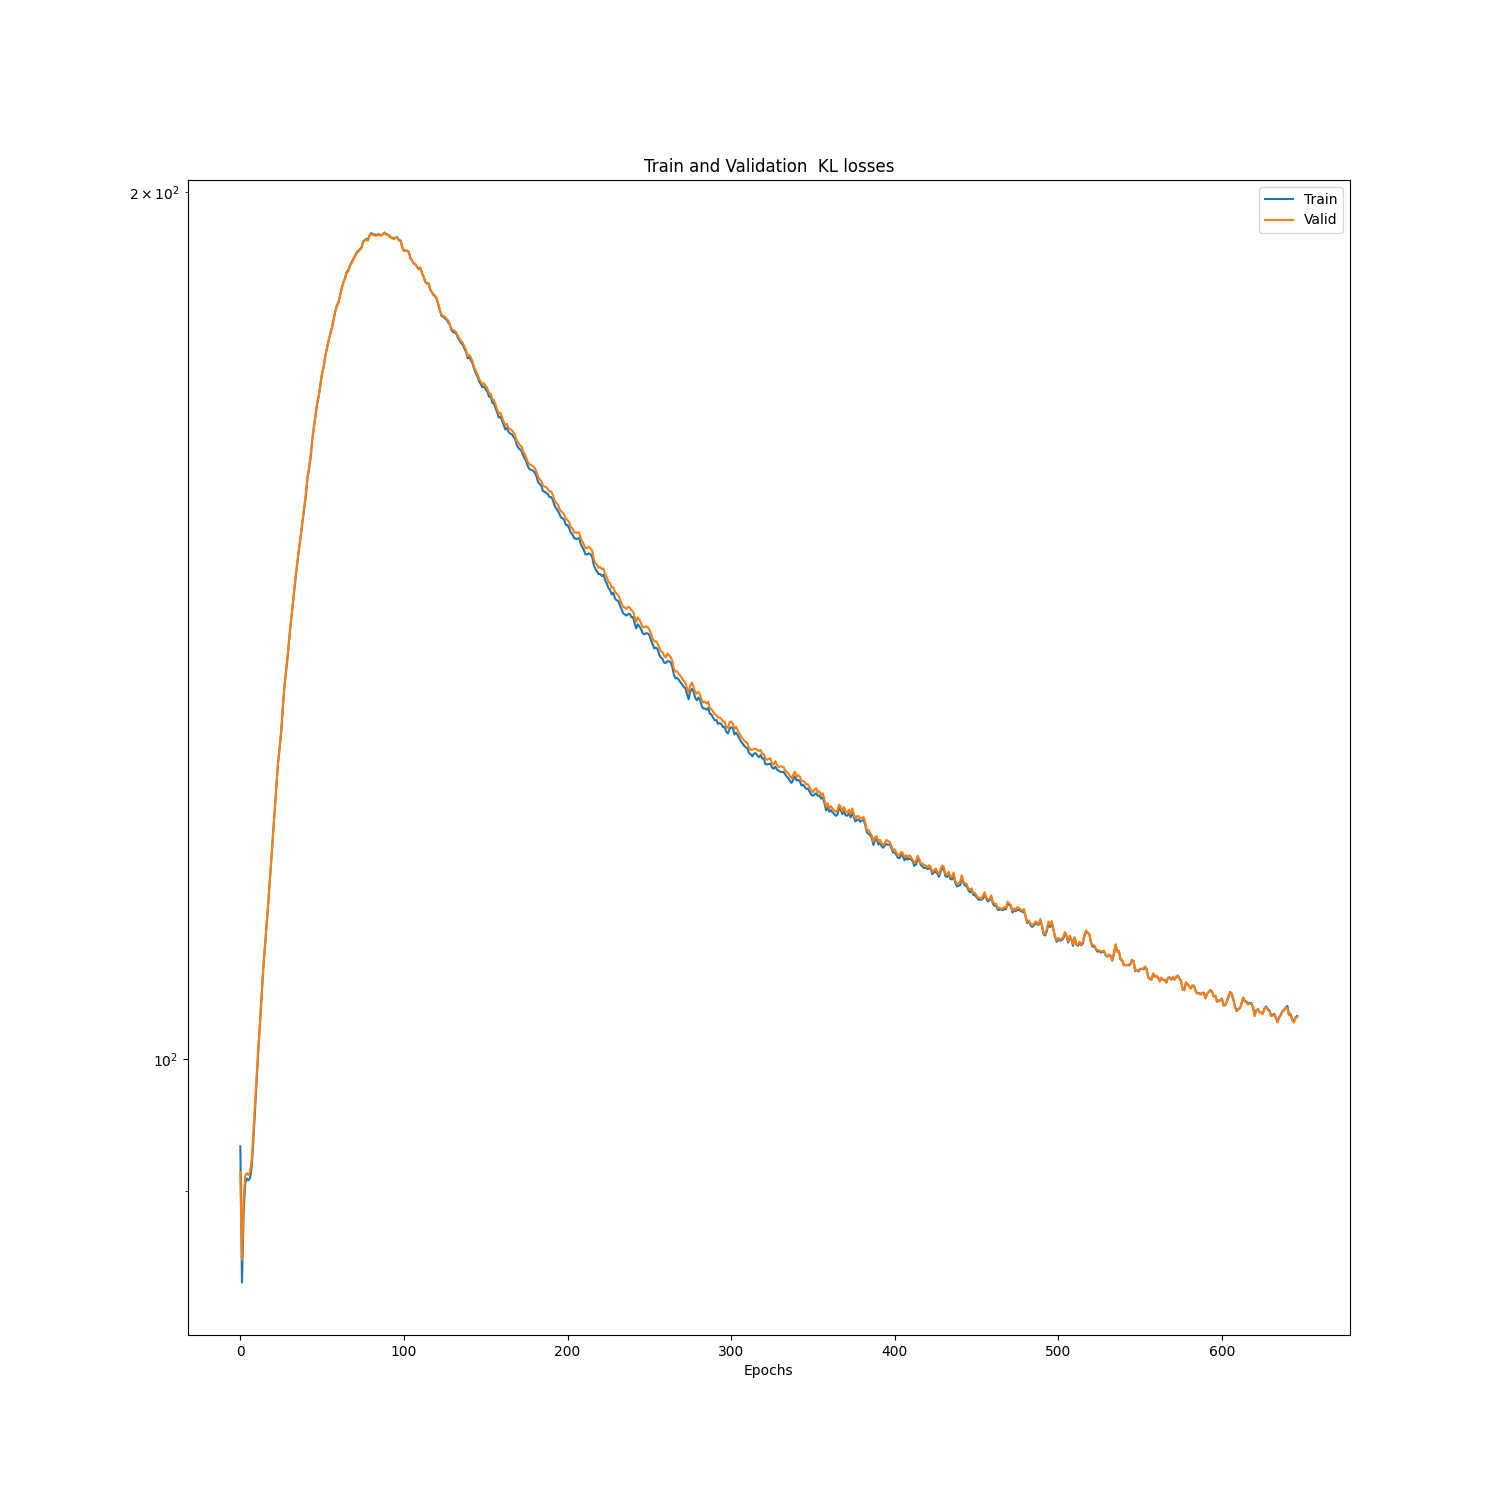 Train and Validation  KL losses
2 × 10²
Train
Valid
10²
0 100 200 300 400 500 600
Epochs